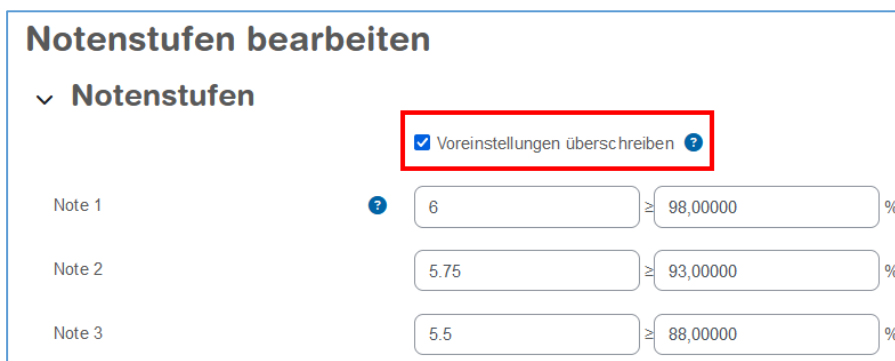 Notenstufen bearbeiten
Notenstufen
Voreinstellungen überschreiben ?
Note 1 ? 6 ≥ 98,00000 %
Note 2 5.75 ≥ 93,00000 %
Note 3 5.5 ≥ 88,00000 %